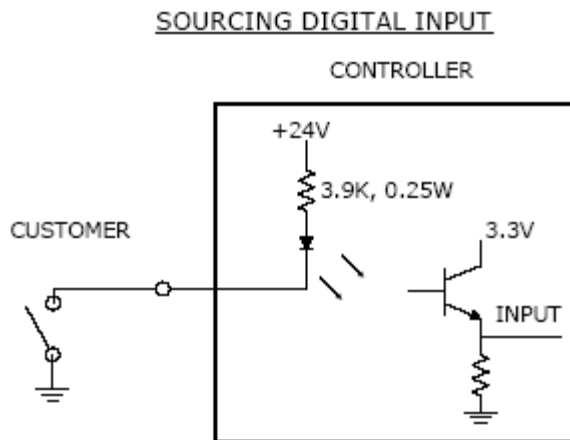 SOURCING DIGITAL INPUT
CONTROLLER
+24V
3.9K, 0.25W
CUSTOMER
3.3V
INPUT